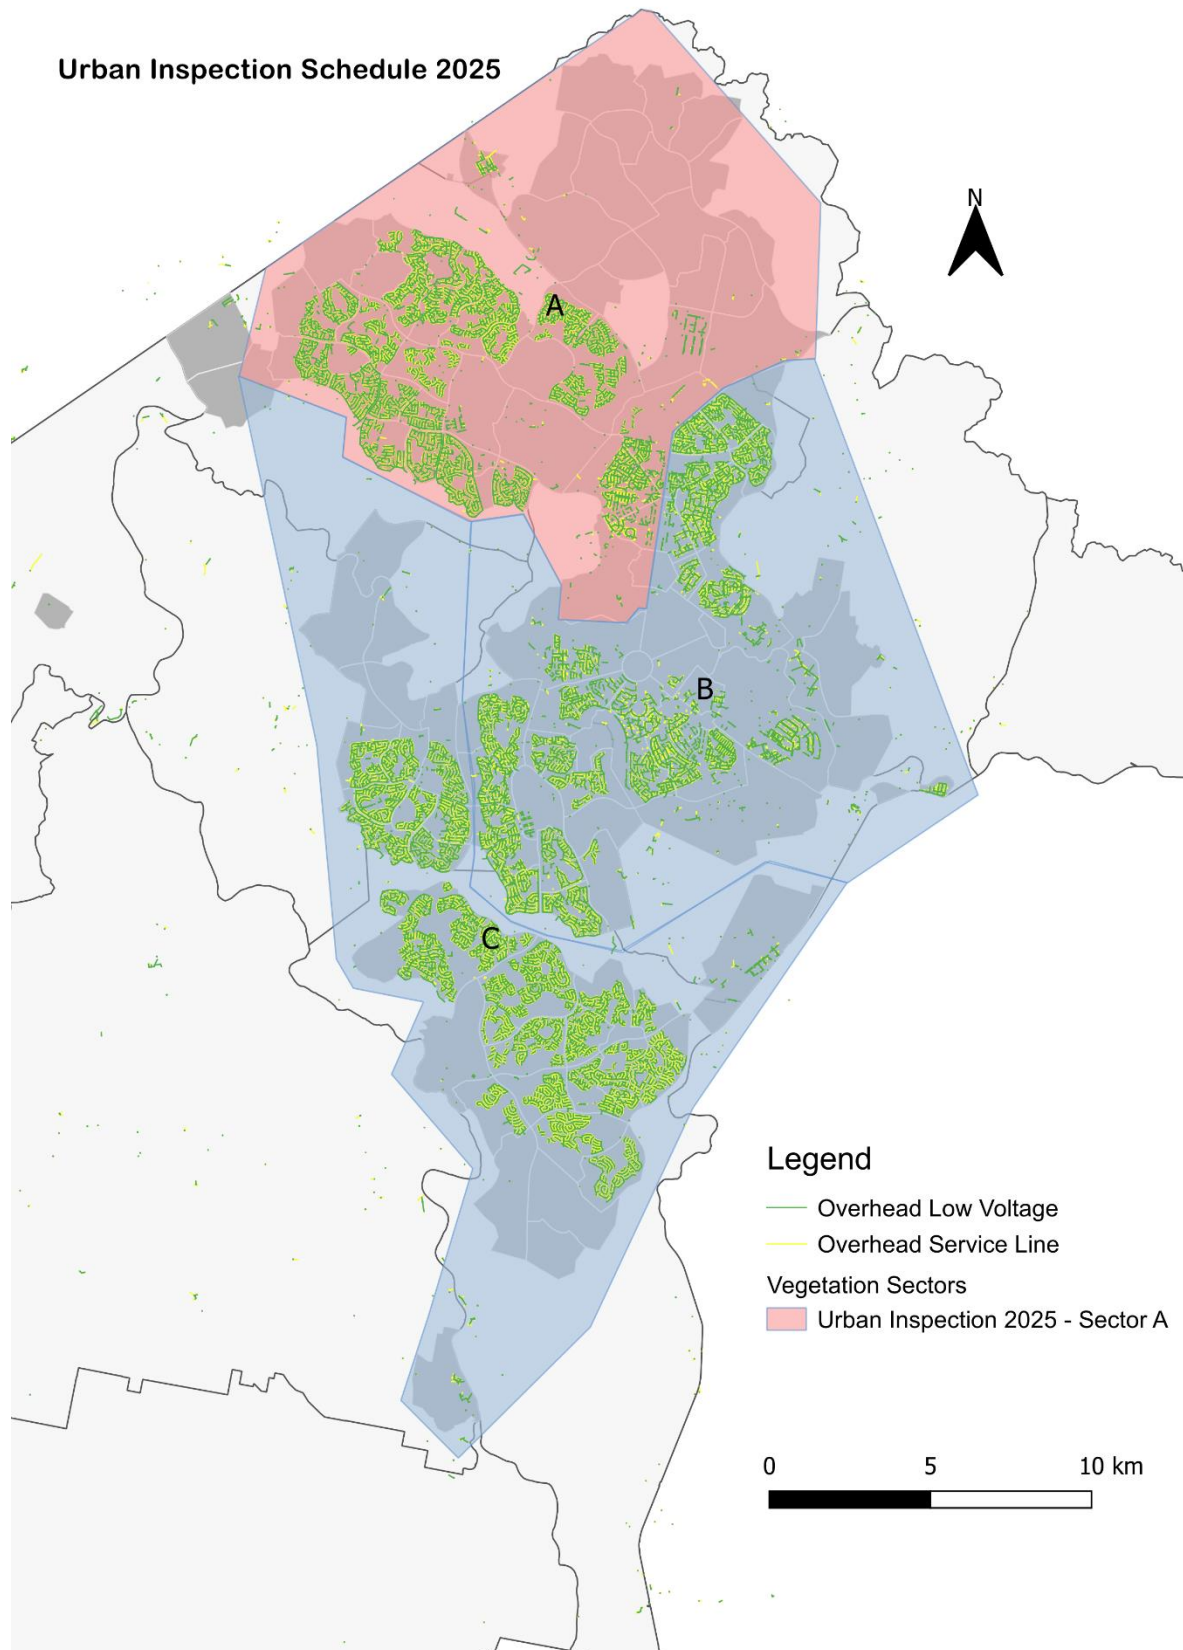 Urban Inspection Schedule 2025
N
A
B
C
Legend
Overhead Low Voltage
Overhead Service Line
Vegetation Sectors
Urban Inspection 2025 - Sector A
0 5 10 km